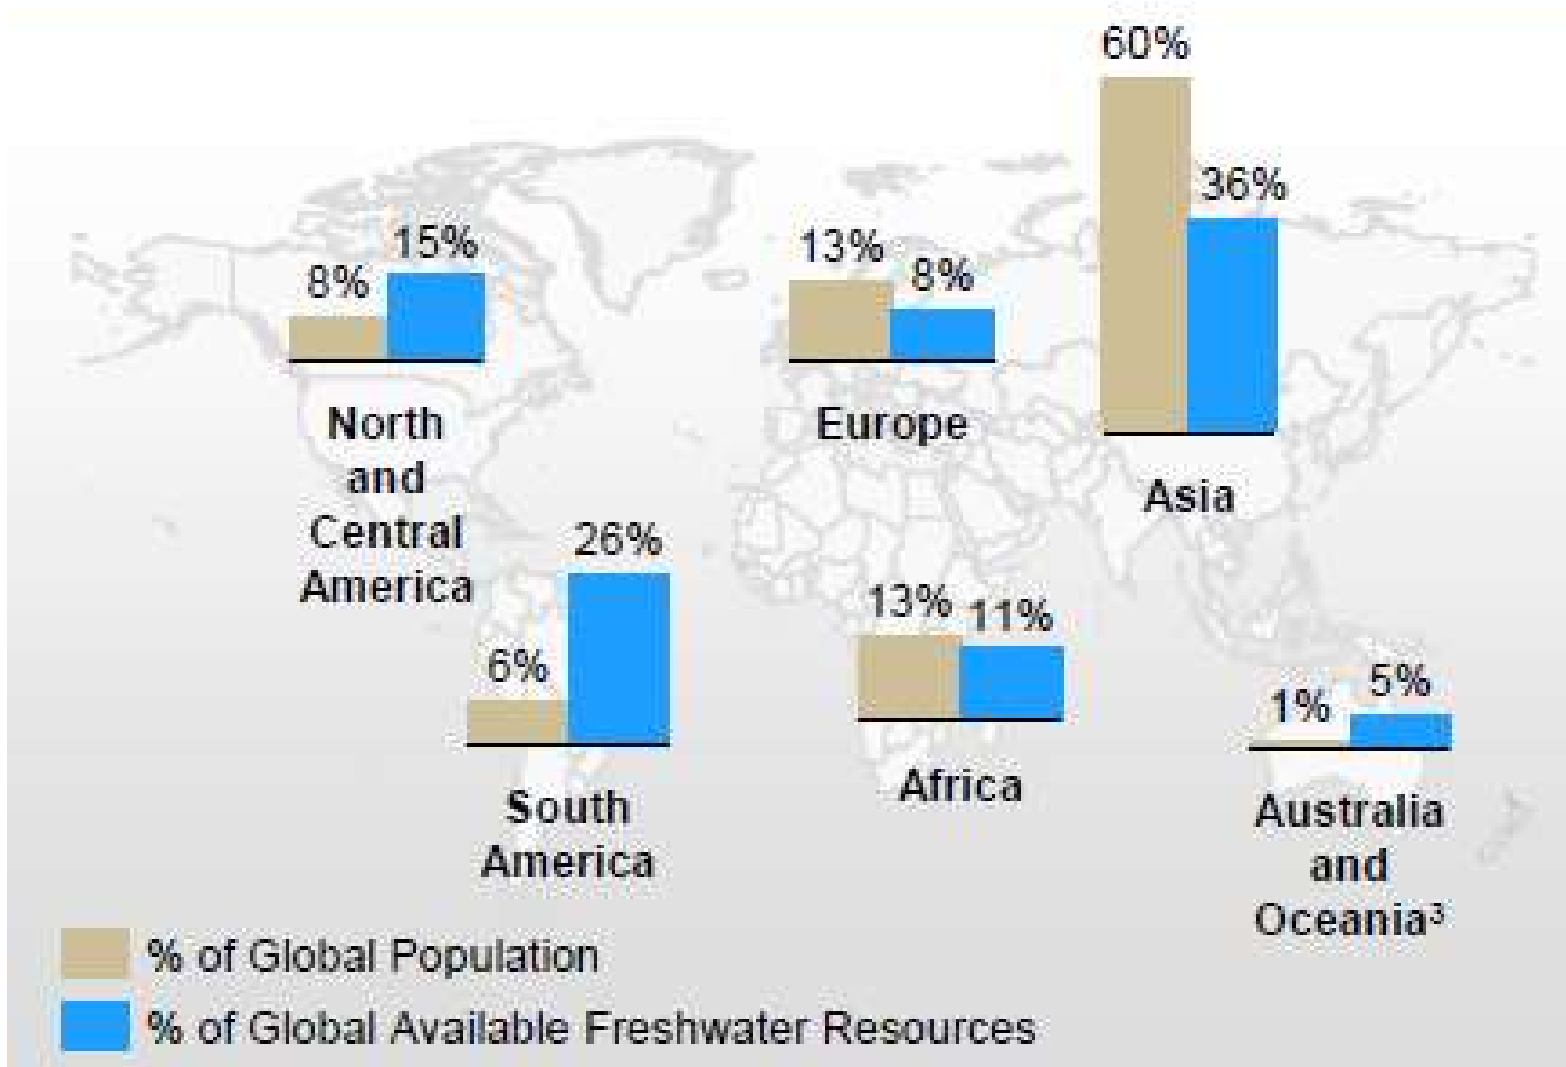 60%
36%
15%
8%
13%
8%
North
and
Central
America
Europe
Asia
26%
6%
13%
11%
1%
5%
South
America
Africa
Australia
and
Oceania³
% of Global Population
% of Global Available Freshwater Resources